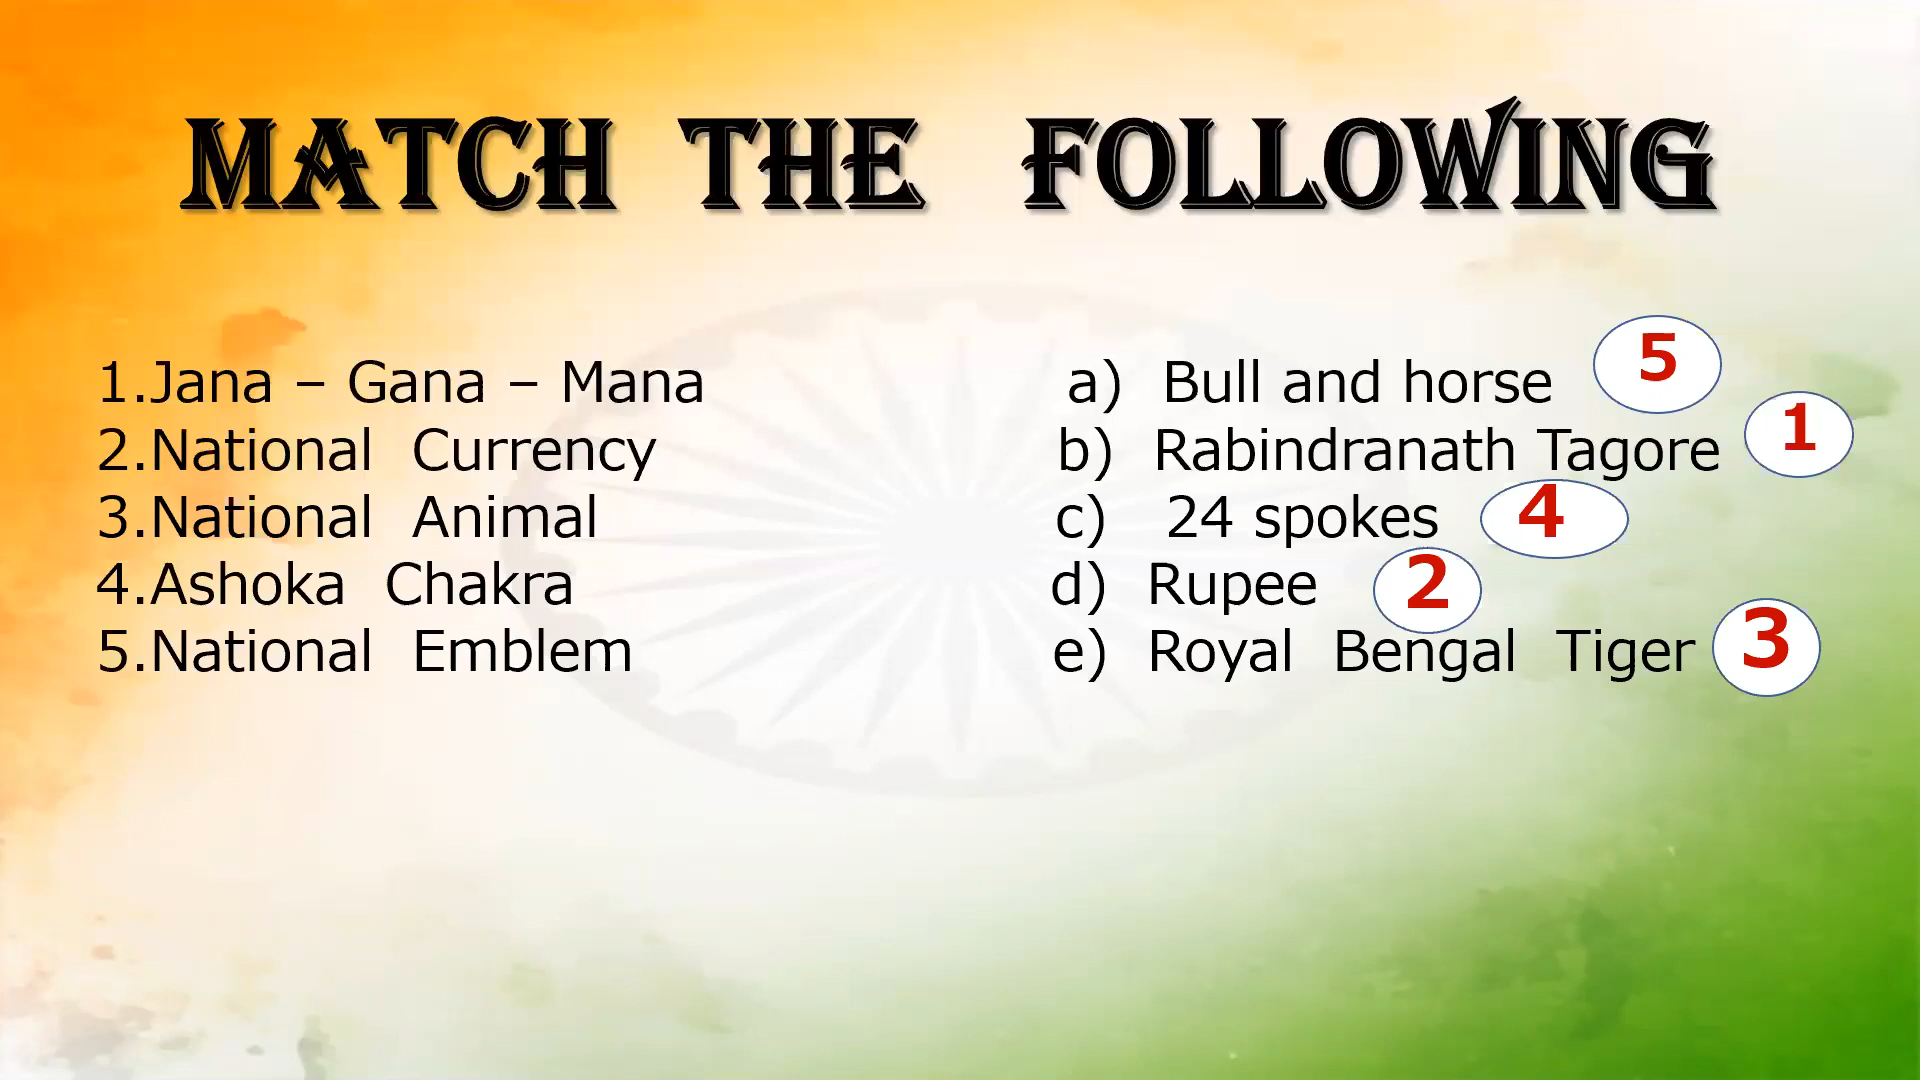 MATCH THE FOLLOWING
1.Jana – Gana – Mana a) Bull and horse 5
2.National Currency b) Rabindranath Tagore 1
3.National Animal c) 24 spokes 4
4.Ashoka Chakra d) Rupee 2
5.National Emblem e) Royal Bengal Tiger 3